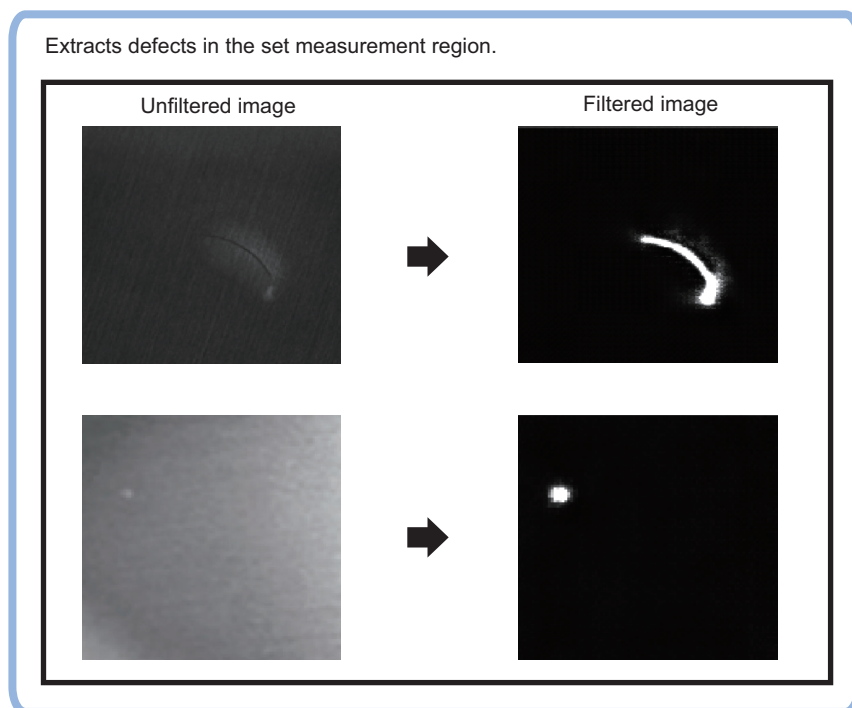 Extracts defects in the set measurement region.
Unfiltered image
Filtered image